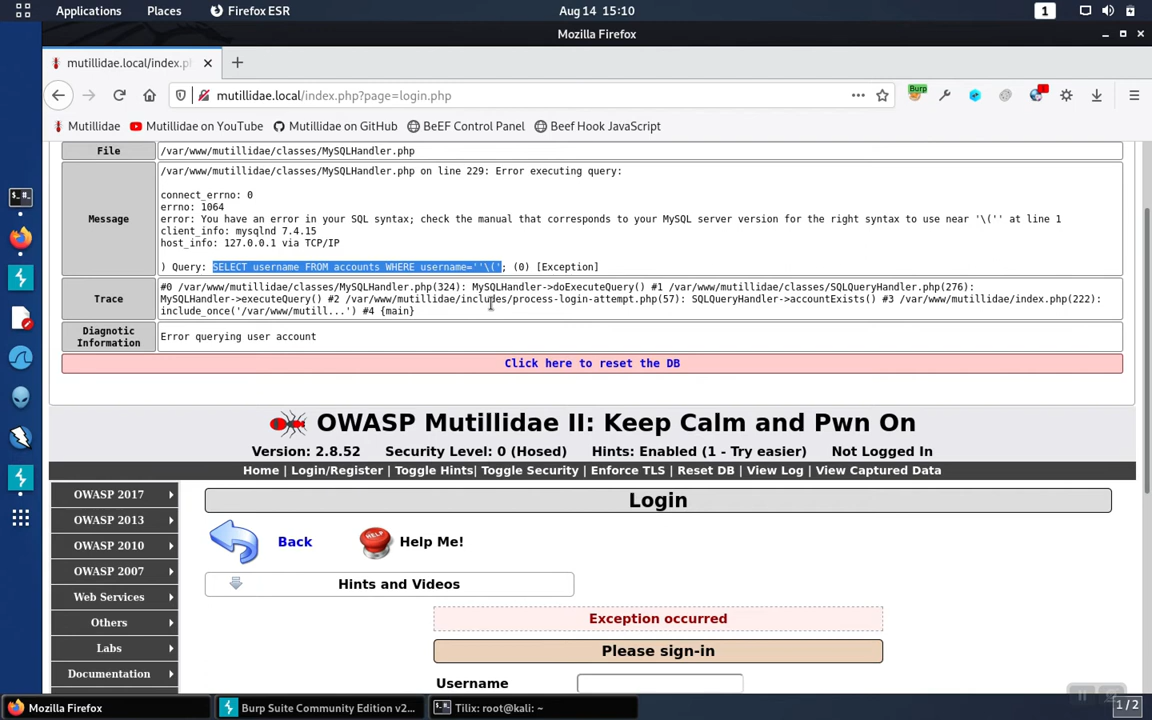 Applications Places Firefox ESR Aug 14 15:10 1
Mozilla Firefox
mutillidae.local/index.p
mutillidae.local/index.php?page=login.php Burp
Mutillidae Mutillidae on YouTube Mutillidae on GitHub BeEF Control Panel Beef Hook JavaScript
File /var/www/mutillidae/classes/MySQLHandler.php
/var/www/mutillidae/classes/MySQLHandler.php on line 229: Error executing query:
connect_errno: 0
errno: 1064
Message error: You have an error in your SQL syntax; check the manual that corresponds to your MySQL server version for the right syntax to use near '\('' at line 1
client_info: mysqlnd 7.4.15
host_info: 127.0.0.1 via TCP/IP
) Query: SELECT username FROM accounts WHERE username=''\('; (0) [Exception]
#0 /var/www/mutillidae/classes/MySQLHandler.php(324): MySQLHandler->doExecuteQuery() #1 /var/www/mutillidae/classes/SQLQueryHandler.php(276):
Trace MySQLHandler->executeQuery() #2 /var/www/mutillidae/includes/process-login-attempt.php(57): SQLQueryHandler->accountExists() #3 /var/www/mutillidae/index.php(222):
include_once('/var/www/mutill...') #4 {main}
Diagnostic
Information Error querying user account
Click here to reset the DB
OWASP Mutillidae II: Keep Calm and Pwn On
Version: 2.8.52 Security Level: 0 (Hosed) Hints: Enabled (1 - Try easier) Not Logged In
Home | Login/Register | Toggle Hints | Toggle Security | Enforce TLS | Reset DB | View Log | View Captured Data
OWASP 2017
OWASP 2013
OWASP 2010
OWASP 2007
Web Services
Others
Labs
Documentation
Login
Back HELP Help Me!
Hints and Videos
Exception occurred
Please sign-in
Username
Mozilla Firefox Burp Suite Community Edition v2... Tilix: root@kali: ~ 1 / 2